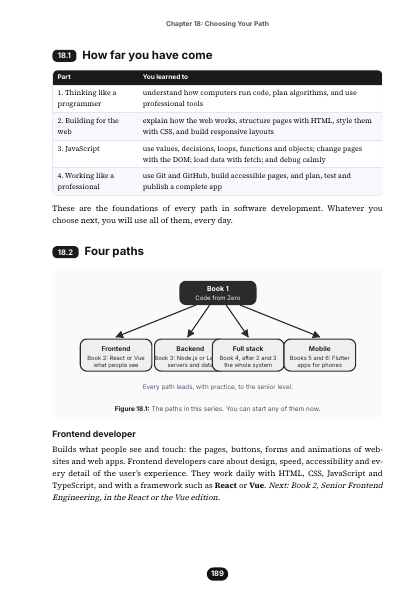 Chapter 18: Choosing Your Path
18.1 How far you have come
Part You learned to
1. Thinking like a programmer understand how computers run code, plan algorithms, and use professional tools
2. Building for the web explain how the web works, structure pages with HTML, style them with CSS, and build responsive layouts
3. JavaScript use values, decisions, loops, functions and objects; change pages with the DOM; load data with fetch; and debug calmly
4. Working like a professional use Git and GitHub, build accessible pages, and plan, test and publish a complete app
These are the foundations of every path in software development. Whatever you
choose next, you will use all of them, every day.
18.2 Four paths
Book 1
Code from Zero
Frontend
Book 2: React or Vue
what people see
Backend
Book 3: Node.js or La
servers and data
Full stack
Book 4, after 2 and 3
the whole system
Mobile
Books 5 and 6: Flutter
apps for phones
Every path leads, with practice, to the senior level.
Figure 18.1: The paths in this series. You can start any of them now.
Frontend developer
Builds what people see and touch: the pages, buttons, forms and animations of web-
sites and web apps. Frontend developers care about design, speed, accessibility and ev-
ery detail of the user's experience. They work daily with HTML, CSS, JavaScript and
TypeScript, and with a framework such as React or Vue. Next: Book 2, Senior Frontend
Engineering, in the React or the Vue edition.
189